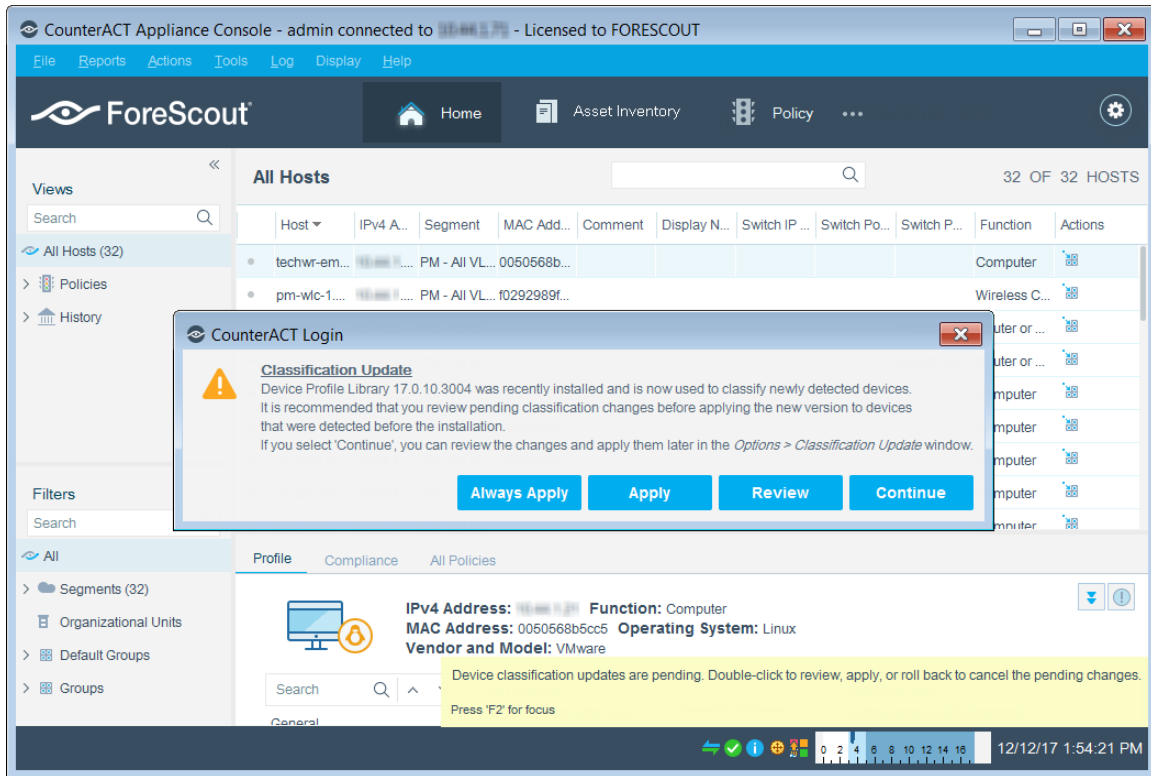 CounterACT Appliance Console - admin connected to - Licensed to FORESCOUT
File Reports Actions Tools Log Display Help
ForeScout
Home
Asset Inventory
Policy
Views
Search
All Hosts (32)
Policies
History
All Hosts
32 OF 32 HOSTS
Host IPv4 A... Segment MAC Add... Comment Display N... Switch IP ... Switch Po... Switch P... Function Actions
techwr-em... .... PM - All VL... 0050568b... Computer
pm-wlc-1.... .... PM - All VL... f0292989f... Wireless C...
uter or ...
uter or ...
mputer
mputer
mputer
mputer
mputer
CounterACT Login
Classification Update
Device Profile Library 17.0.10.3004 was recently installed and is now used to classify newly detected devices.
It is recommended that you review pending classification changes before applying the new version to devices
that were detected before the installation.
If you select 'Continue', you can review the changes and apply them later in the Options > Classification Update window.
Always Apply
Apply
Review
Continue
Filters
Search
All
Segments (32)
Organizational Units
Default Groups
Groups
Profile Compliance All Policies
IPv4 Address: Function: Computer
MAC Address: 0050568b5cc5 Operating System: Linux
Vendor and Model: VMware
Search
General
Device classification updates are pending. Double-click to review, apply, or roll back to cancel the pending changes.
Press 'F2' for focus
0 2 4 6 8 10 12 14 16
12/12/17 1:54:21 PM